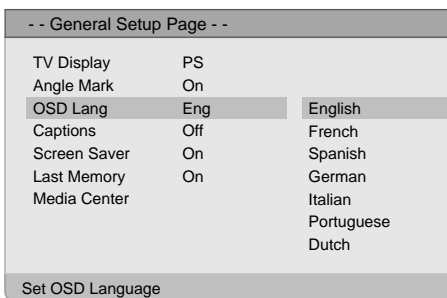 - - General Setup Page - -
TV Display PS
Angle Mark On
OSD Lang Eng English
Captions Off French
Screen Saver On Spanish
Last Memory On German
Media Center Italian
Portuguese
Dutch
Set OSD Language